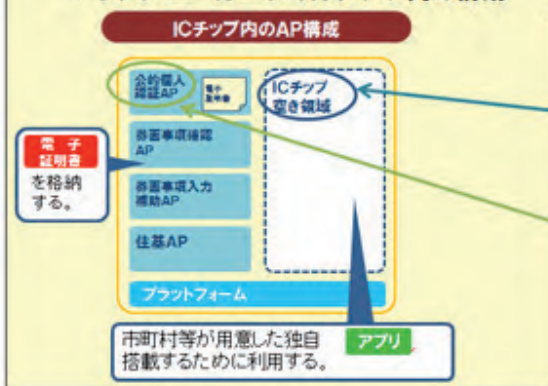 ICチップ内のAP構成
公的個人
認証AP
電子
証明書
ICチップ
空き領域
券面事項確認
AP
券面事項入力
補助AP
住基AP
プラットフォーム
電 子
証明書
を格納
する。
市町村等が用意した独自 アプリ
搭載するために利用する。